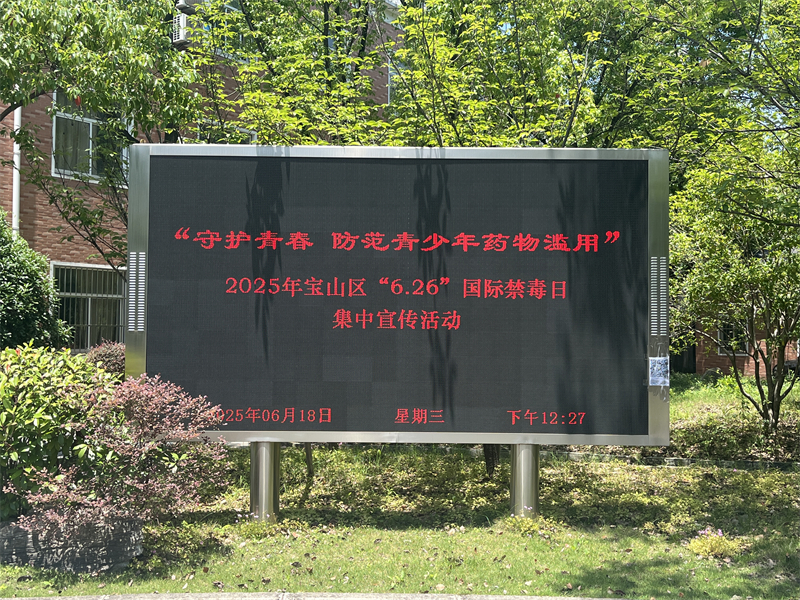 “守护青春 防范青少年药物滥用”
2025年宝山区“6.26”国际禁毒日
集中宣传活动
2025年06月18日 星期三 下午12:27